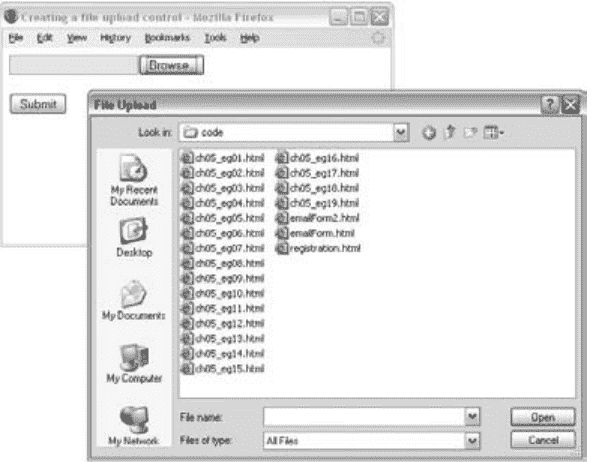 Creating a file upload control - Mozilla Firefox
File Edit View History Bookmarks Tools Help
Browse...
Submit
File Upload
Look in: code
My Recent Documents
Desktop
My Documents
My Computer
My Network
ch05_eg01.html
ch05_eg02.html
ch05_eg03.html
ch05_eg04.html
ch05_eg05.html
ch05_eg06.html
ch05_eg07.html
ch05_eg08.html
ch05_eg09.html
ch05_eg10.html
ch05_eg11.html
ch05_eg12.html
ch05_eg13.html
ch05_eg14.html
ch05_eg15.html
ch05_eg16.html
ch05_eg17.html
ch05_eg18.html
ch05_eg19.html
emailForm2.html
emailForm.html
registration.html
File name:
Open
Files of type: All Files
Cancel